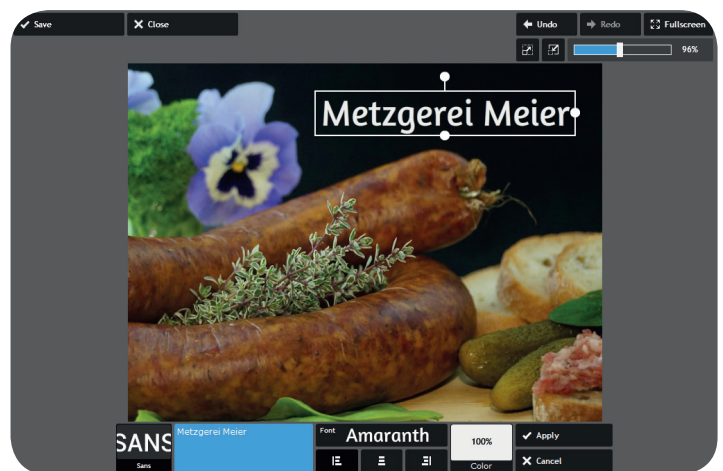 Save
Close
Undo
Redo
Fullscreen
96%
Metzgerei Meier
SANS
Sans
Metzgerei Meier
Font
Amaranth
100%
Color
Apply
Cancel